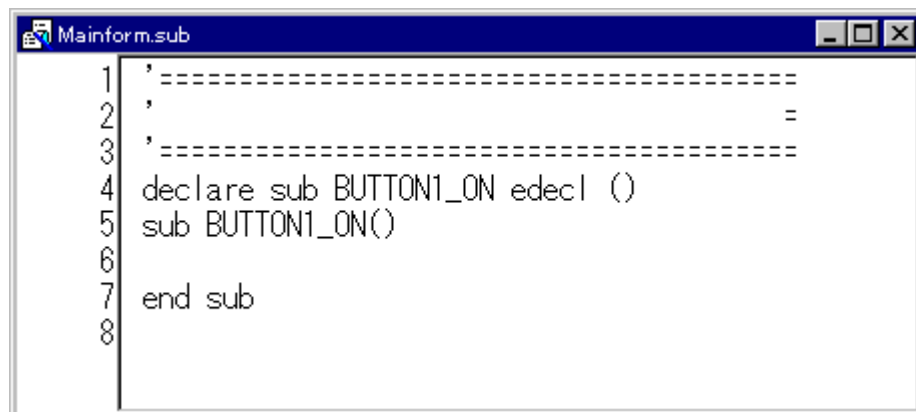 Mainform.sub
1 '========================================
2 '                                       =
3 '========================================
4 declare sub BUTTON1_ON edecl ()
5 sub BUTTON1_ON()
6
7 end sub
8